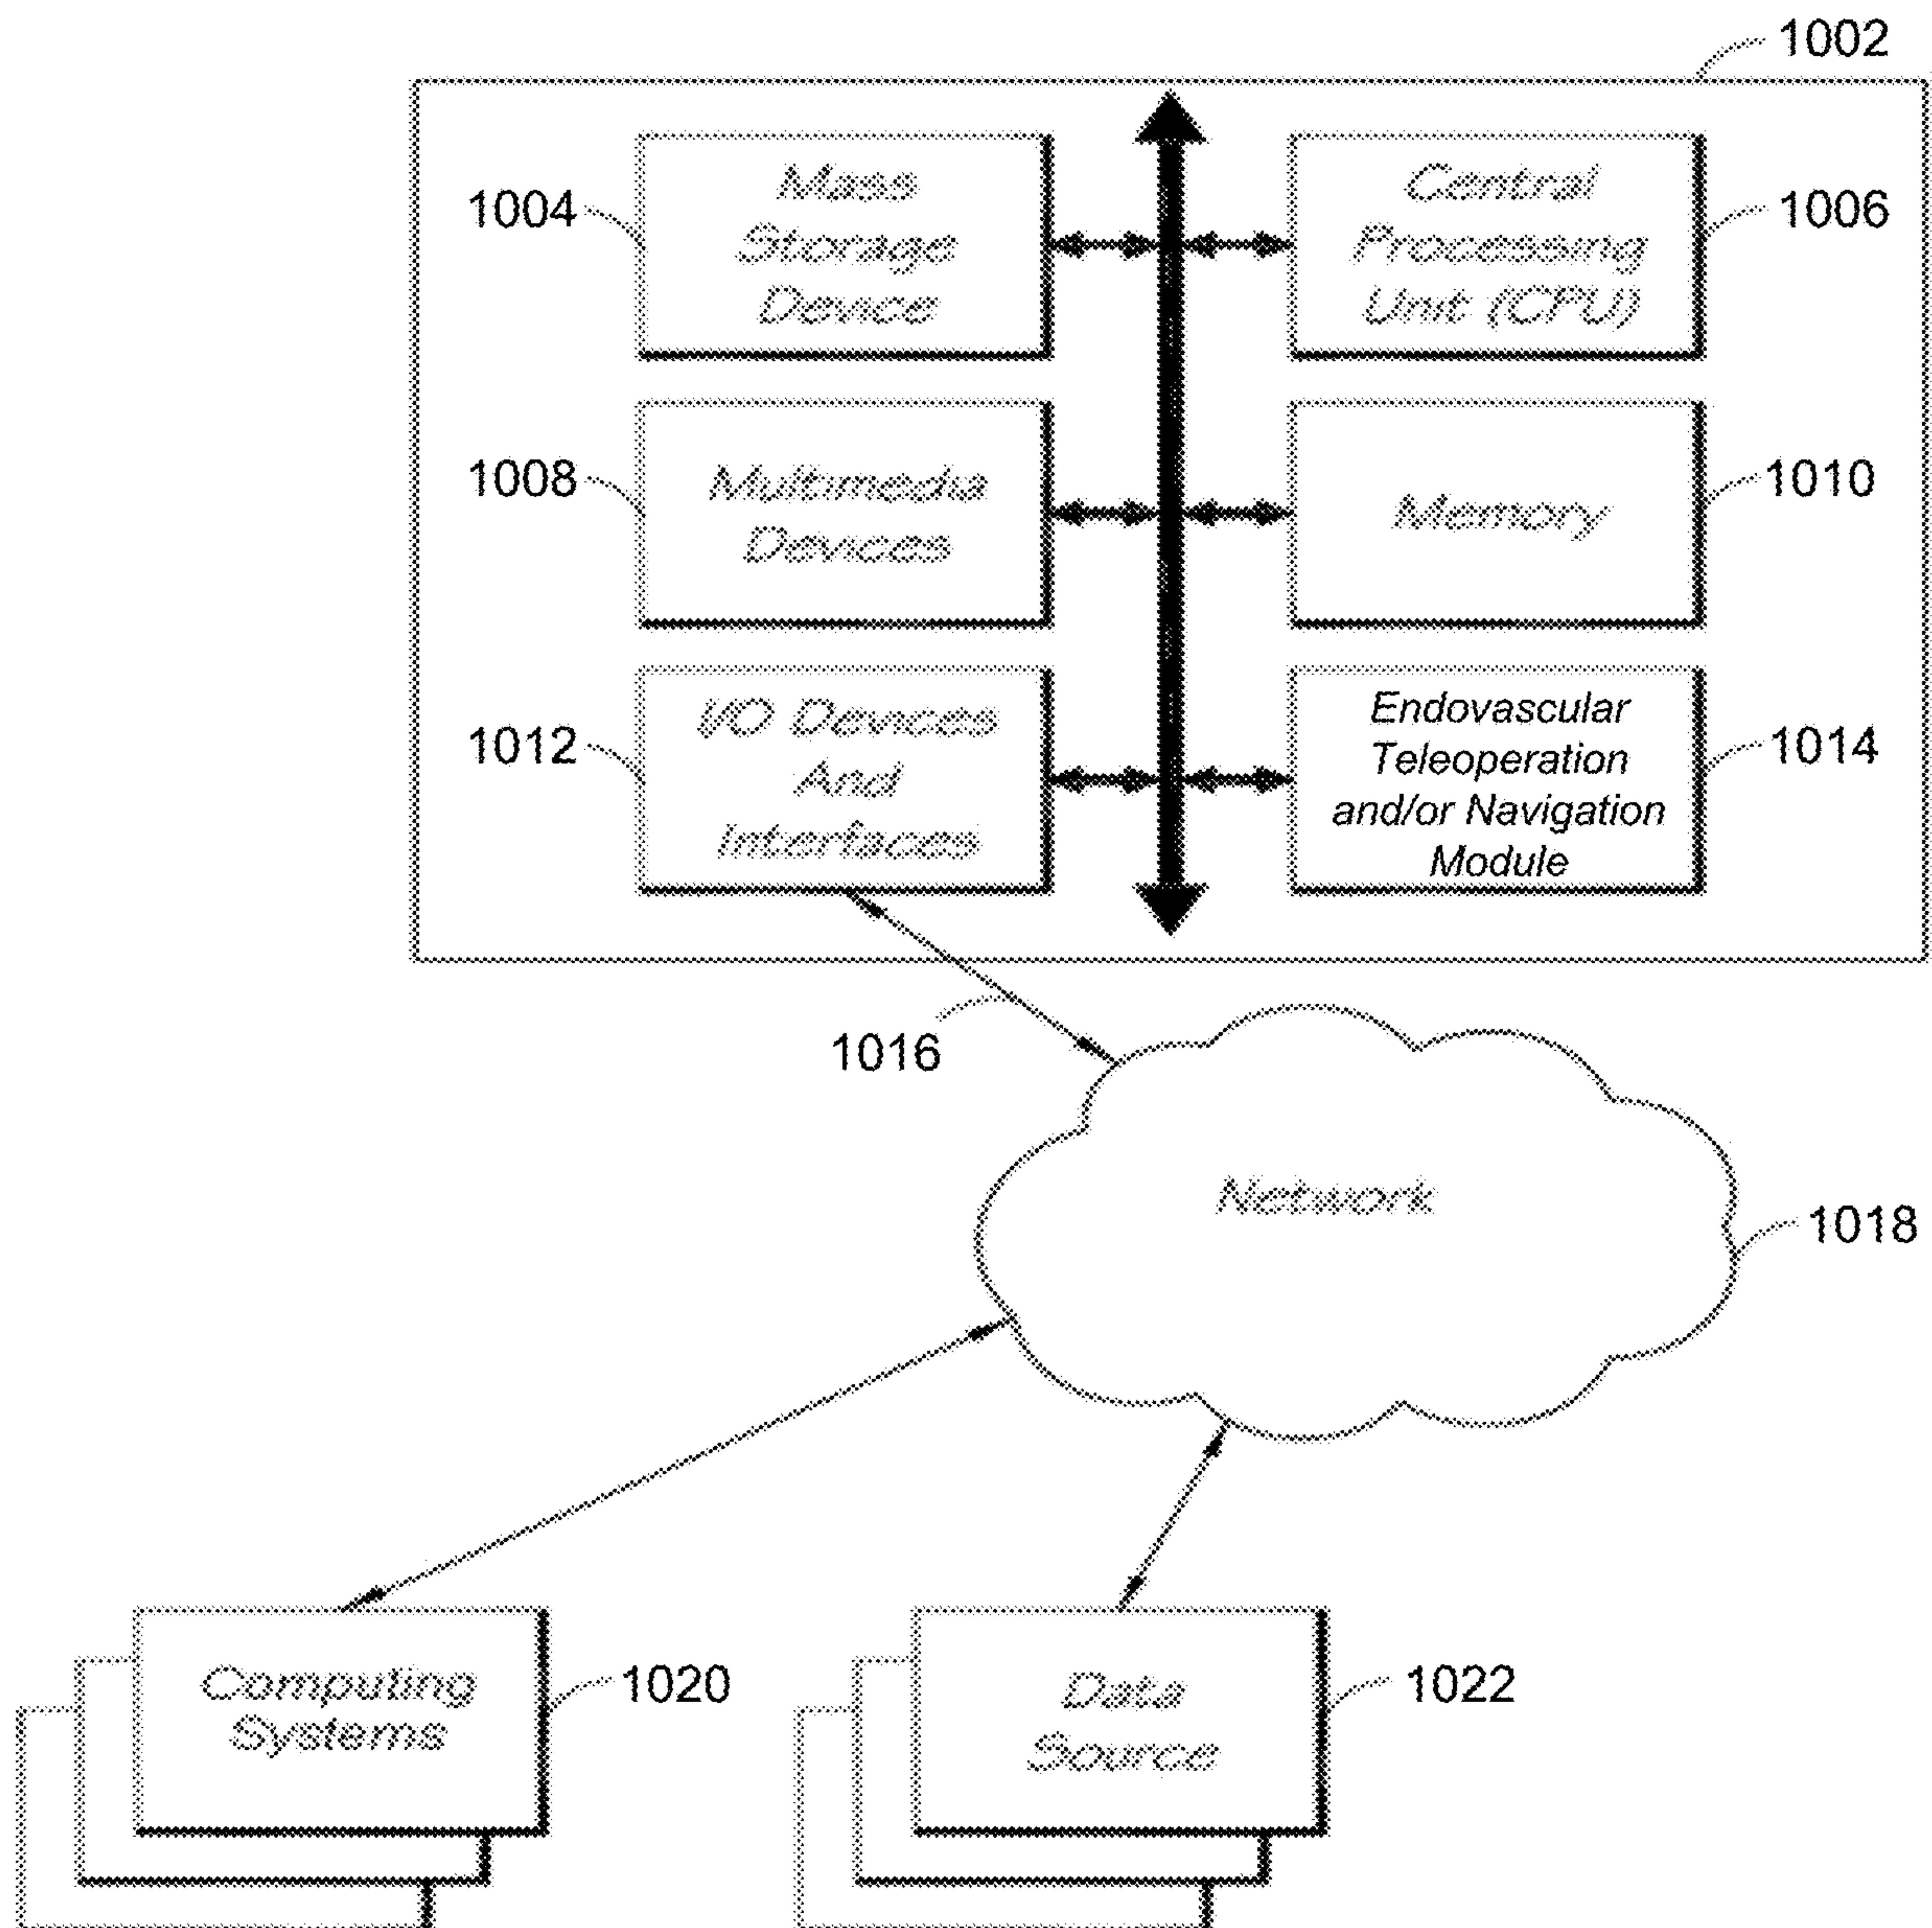 1002
1004
Mass
Storage
Device
Central
Processing
Unit (CPU)
1006
1008
Multimedia
Devices
Memory
1010
1012
I/O Devices
And
Interfaces
Endovascular
Teleoperation
and/or Navigation
Module
1014
1016
Network
1018
Computing
Systems
1020
Data
Source
1022